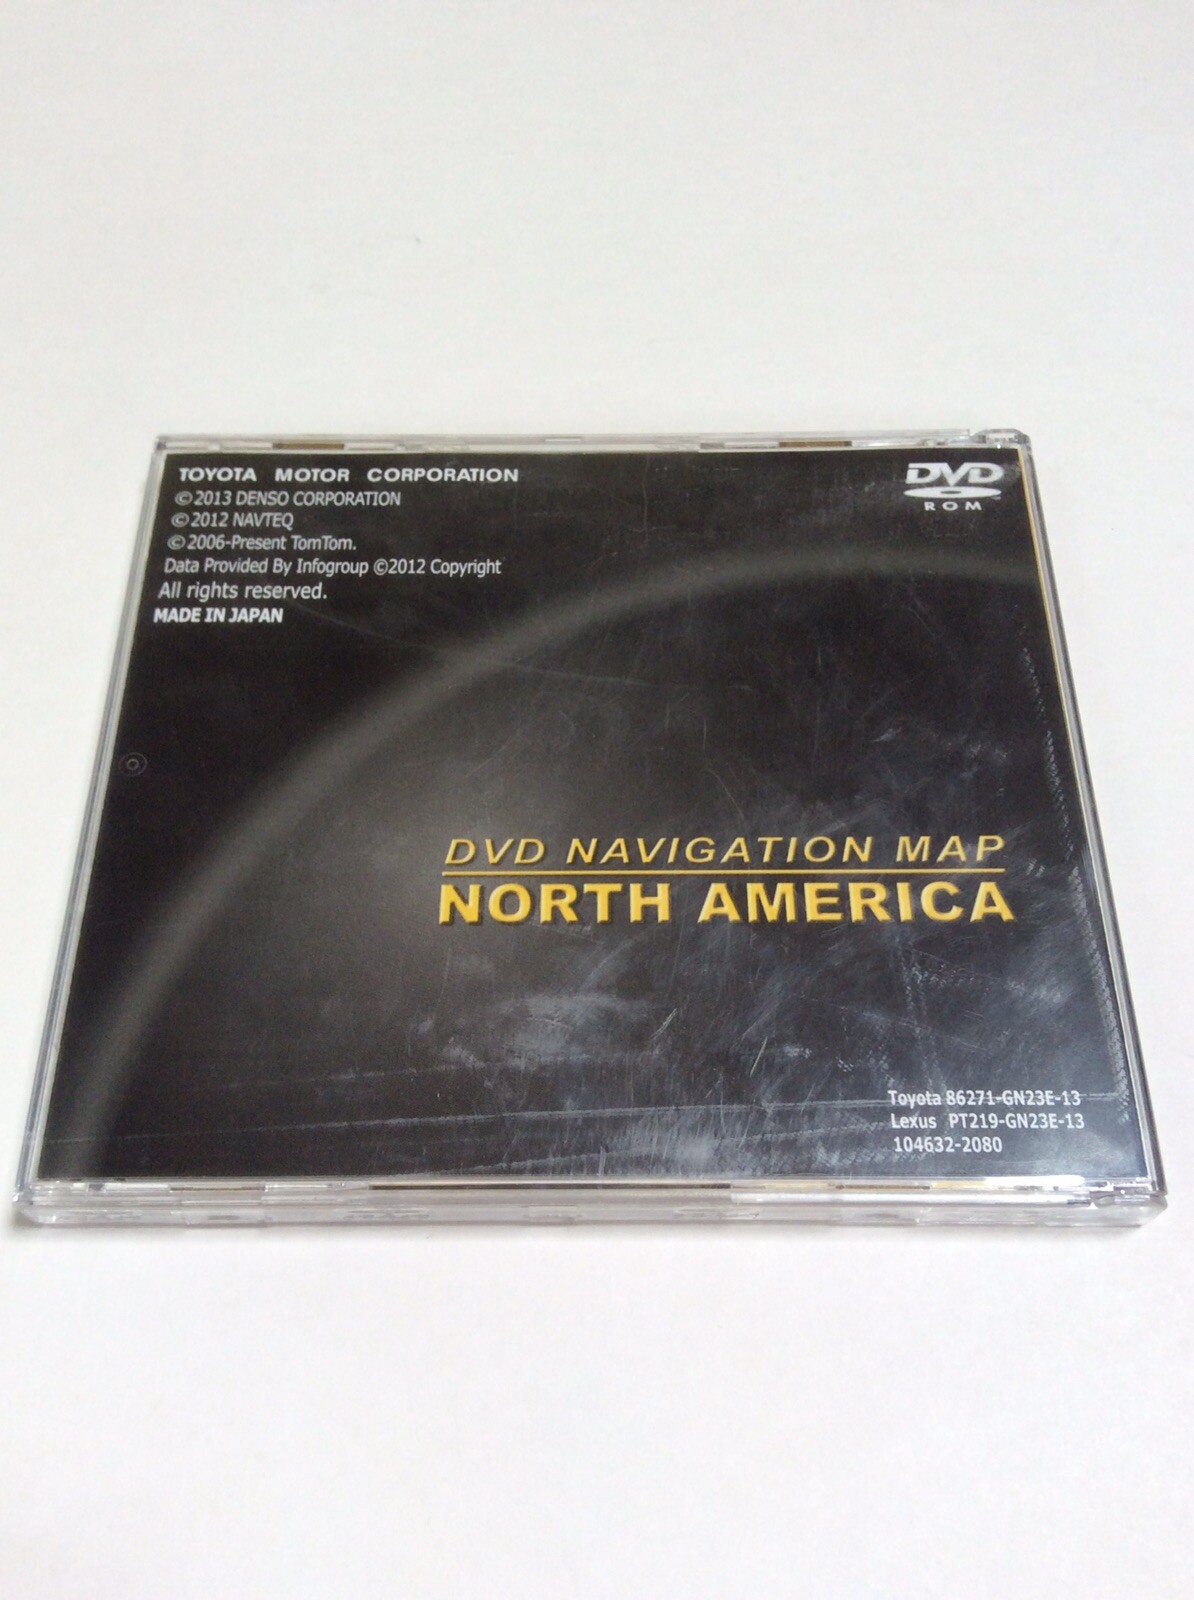 TOYOTA MOTOR CORPORATION
©2013 DENSO CORPORATION
©2012 NAVTEQ
©2006-Present TomTom.
Data Provided By Infogroup ©2012 Copyright
All rights reserved.
MADE IN JAPAN
DVD
ROM
DVD NAVIGATION MAP
NORTH AMERICA
Toyota 86271-GN23E-13
Lexus PT219-GN23E-13
104632-2080